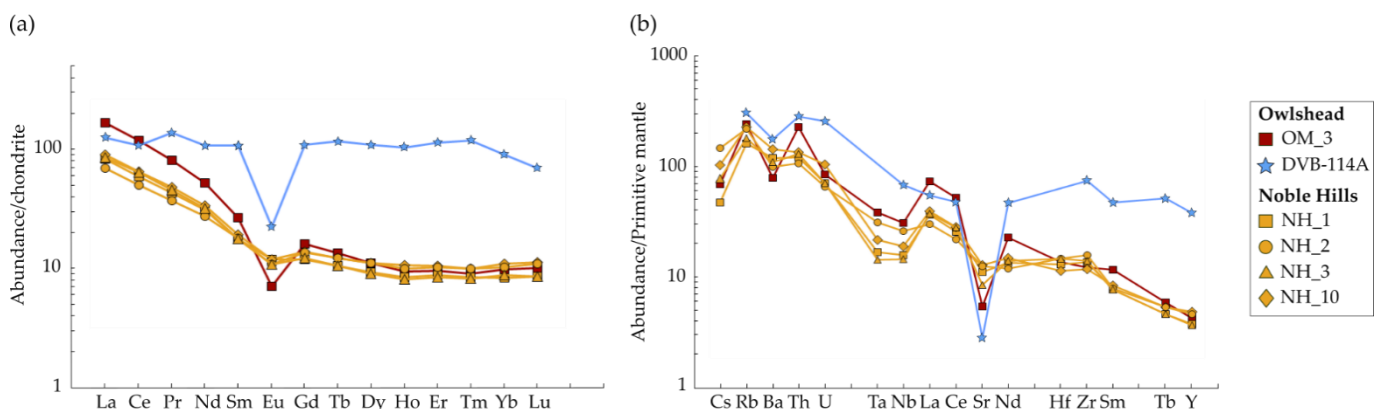 (a)
Abundance/chondrite
100
10
1
La Ce Pr Nd Sm Eu Gd Tb Dy Ho Er Tm Yb Lu
(b)
Abundance/Primitive mantle
1000
100
10
1
Cs Rb Ba Th U Ta Nb La Ce Sr Nd Hf Zr Sm Tb Y
Owlshead
OM_3
DVB-114A
Noble Hills
NH_1
NH_2
NH_3
NH_10